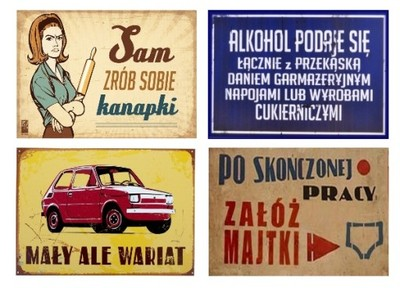 Sam
ZRÓB SOBIE
kanapki
ALKOHOL PODAJE SIĘ
ŁĄCZNIE z PRZEKĄSKĄ
DANIEM GARMAŻERYJNYM
NAPOJAMI LUB WYROBAMI
CUKIERNICZYMI
MAŁY ALE WARIAT
PO SKOŃCZONEJ
PRACY
ZAŁÓŻ
MAJTKI